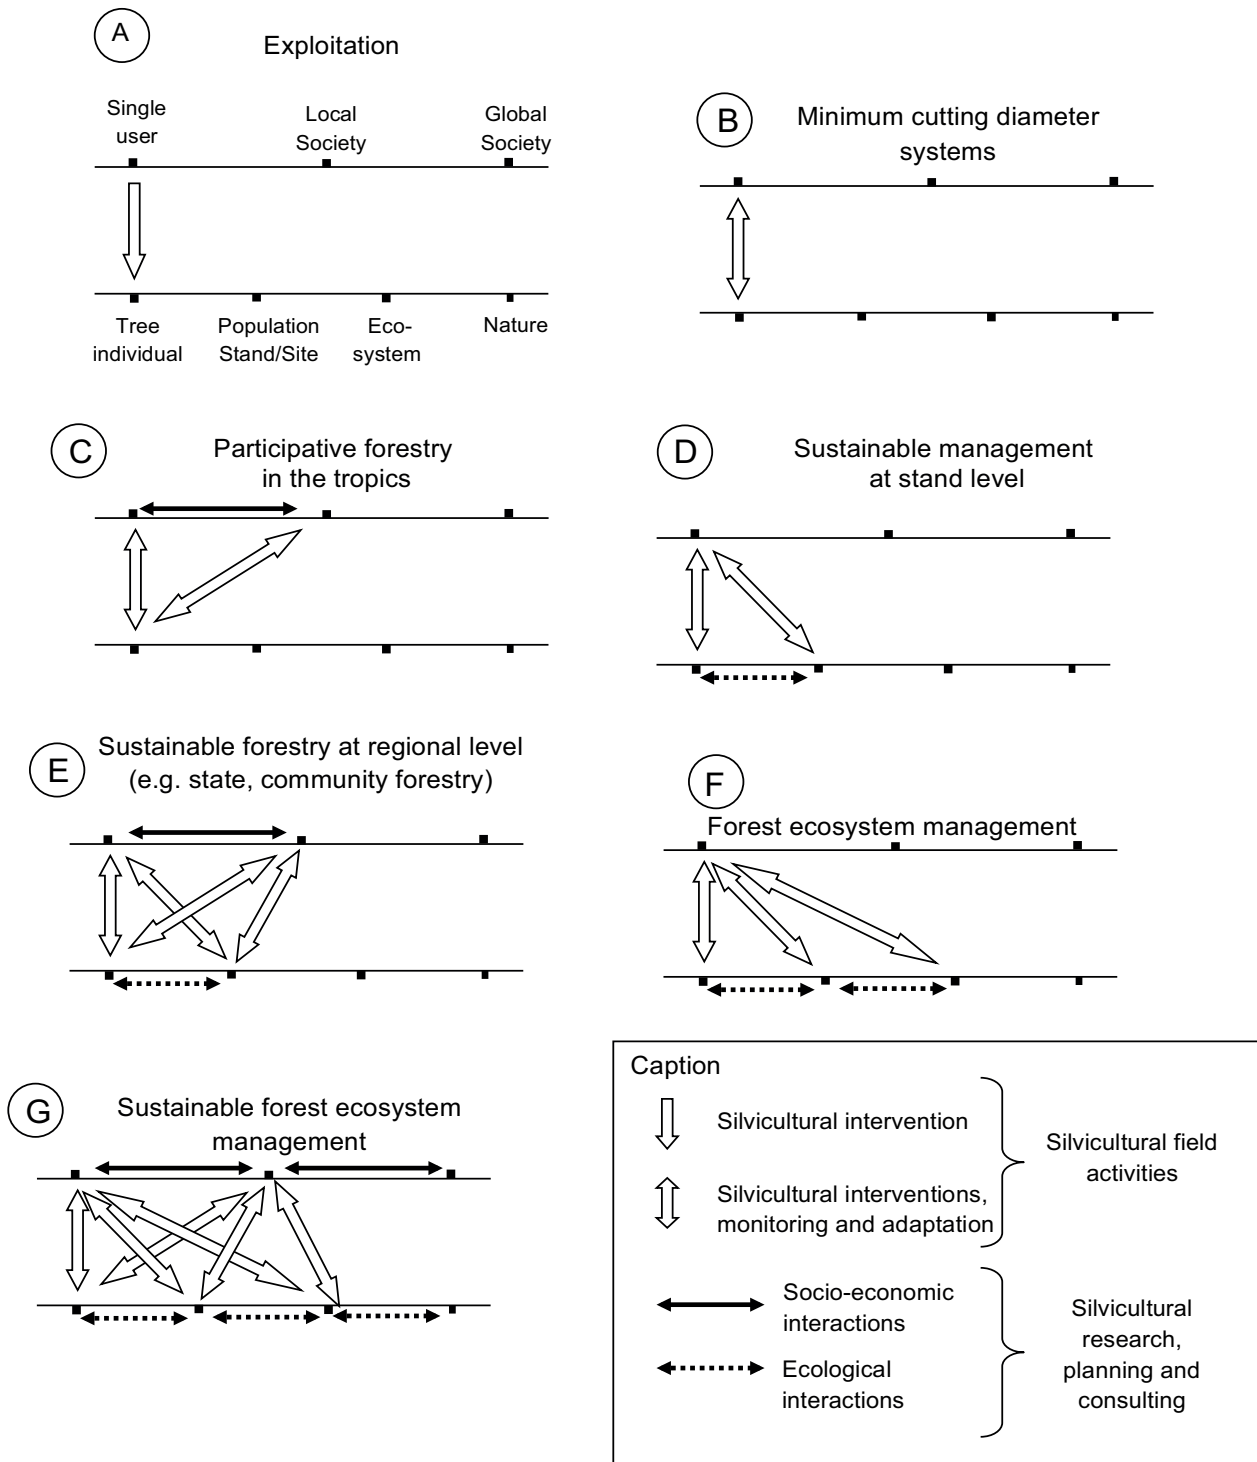 A
Exploitation
Single
user
Local
Society
Global
Society
Tree
individual
Population
Stand/Site
Eco-
system
Nature
B
Minimum cutting diameter
systems
C
Participative forestry
in the tropics
D
Sustainable management
at stand level
E
Sustainable forestry at regional level
(e.g. state, community forestry)
F
Forest ecosystem management
G
Sustainable forest ecosystem
management
Caption
Silvicultural intervention
Silvicultural interventions,
monitoring and adaptation
Silvicultural field
activities
Socio-economic
interactions
Ecological
interactions
Silvicultural
research,
planning and
consulting